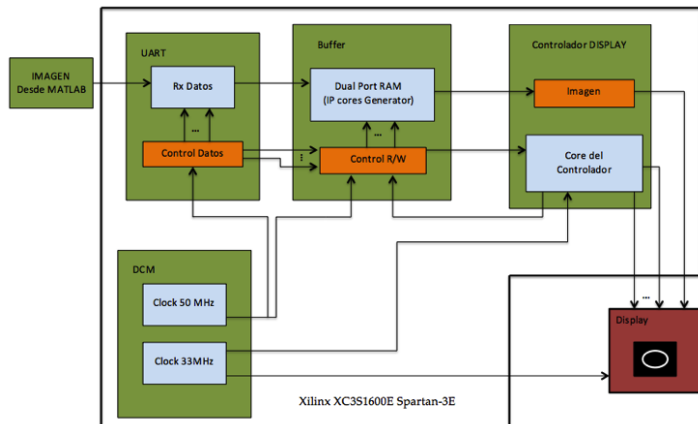 IMAGEN
Desde MATLAB
UART
Rx Datos
...
Control Datos
Buffer
Dual Port RAM
(IP cores Generator)
...
Control R/W
...
Controlador DISPLAY
Imagen
Core del
Controlador
DCM
Clock 50 MHz
Clock 33MHz
...
Display
Xilinx XC3S1600E Spartan-3E